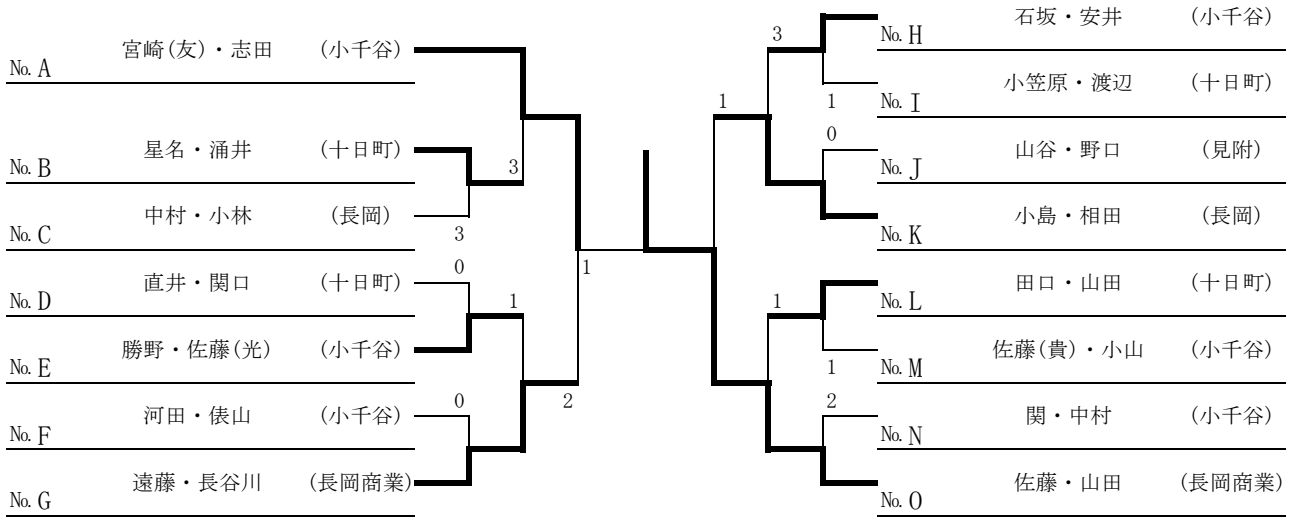 宮崎(友)・志田 (小千谷)
№ A
星名・涌井 (十日町)
№ B
3
中村・小林 (長岡)
№ C
3
直井・関口 (十日町)
0
№ D
1
勝野・佐藤(光) (小千谷)
№ E
河田・俵山 (小千谷)
0
№ F
2
遠藤・長谷川 (長岡商業)
№ G
1
石坂・安井 (小千谷)
3
№ H
小笠原・渡辺 (十日町)
1
1
№ I
0
山谷・野口 (見附)
№ J
小島・相田 (長岡)
№ K
田口・山田 (十日町)
1
№ L
佐藤(貴)・小山 (小千谷)
1
№ M
2
関・中村 (小千谷)
№ N
佐藤・山田 (長岡商業)
№ O